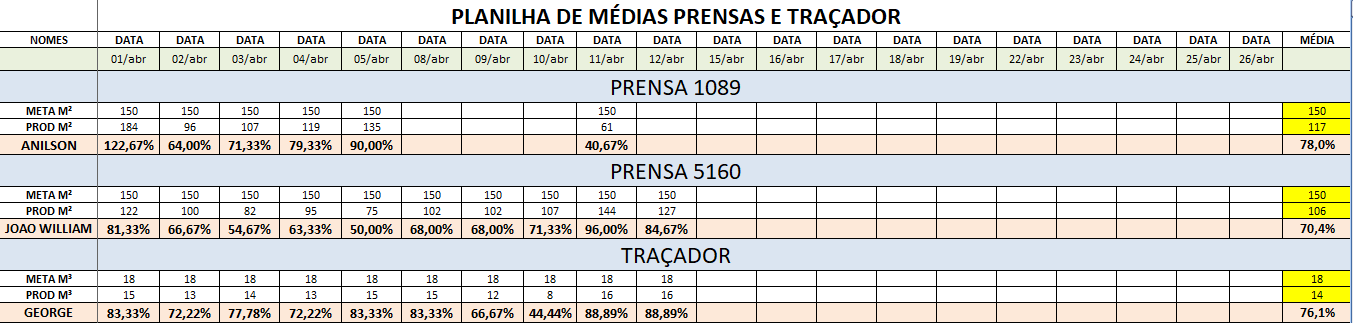 PLANILHA DE MÉDIAS PRENSAS E TRAÇADOR
NOMES DATA DATA DATA DATA DATA DATA DATA DATA DATA DATA DATA DATA DATA DATA DATA DATA DATA DATA DATA DATA MÉDIA
01/abr 02/abr 03/abr 04/abr 05/abr 08/abr 09/abr 10/abr 11/abr 12/abr 15/abr 16/abr 17/abr 18/abr 19/abr 22/abr 23/abr 24/abr 25/abr 26/abr
PRENSA 1089
META M² 150 150 150 150 150 150 150
PROD M² 184 96 107 119 135 61 117
ANILSON 122,67% 64,00% 71,33% 79,33% 90,00% 40,67% 78,0%
PRENSA 5160
META M² 150 150 150 150 150 150 150 150 150 150 150
PROD M² 122 100 82 95 75 102 102 107 144 127 106
JOAO WILLIAM 81,33% 66,67% 54,67% 63,33% 50,00% 68,00% 68,00% 71,33% 96,00% 84,67% 70,4%
TRAÇADOR
META M³ 18 18 18 18 18 18 18 18 18 18 18
PROD M³ 15 13 14 13 15 15 12 8 16 16 14
GEORGE 83,33% 72,22% 77,78% 72,22% 83,33% 83,33% 66,67% 44,44% 88,89% 88,89% 76,1%